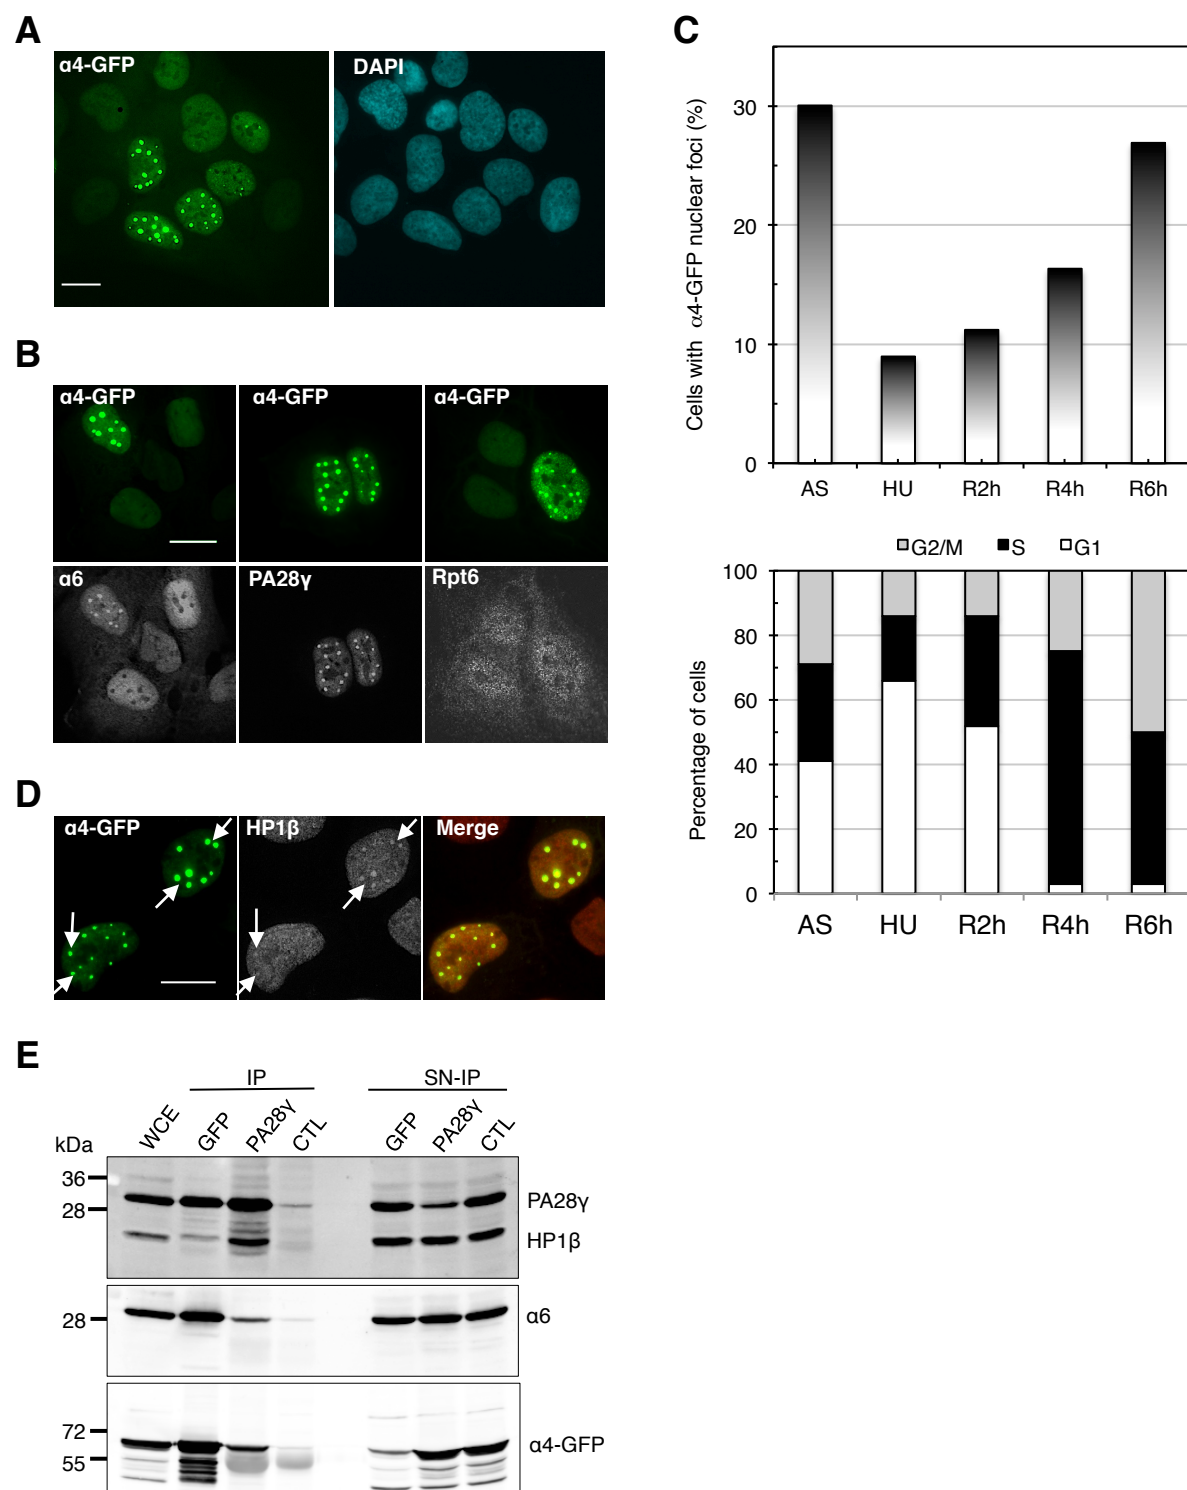 A
α4-GFP DAPI
B
α4-GFP α4-GFP α4-GFP
α6 PA28γ Rpt6
C
Cells with α4-GFP nuclear foci (%)
30
20
10
0
AS HU R2h R4h R6h
G2/M S G1
Percentage of cells
100
80
60
40
20
0
AS HU R2h R4h R6h
D
α4-GFP HP1β Merge
E
IP SN-IP
kDa WCE GFP PA28γ CTL GFP PA28γ CTL
36
28
PA28γ
HP1β
28 α6
72
55
α4-GFP